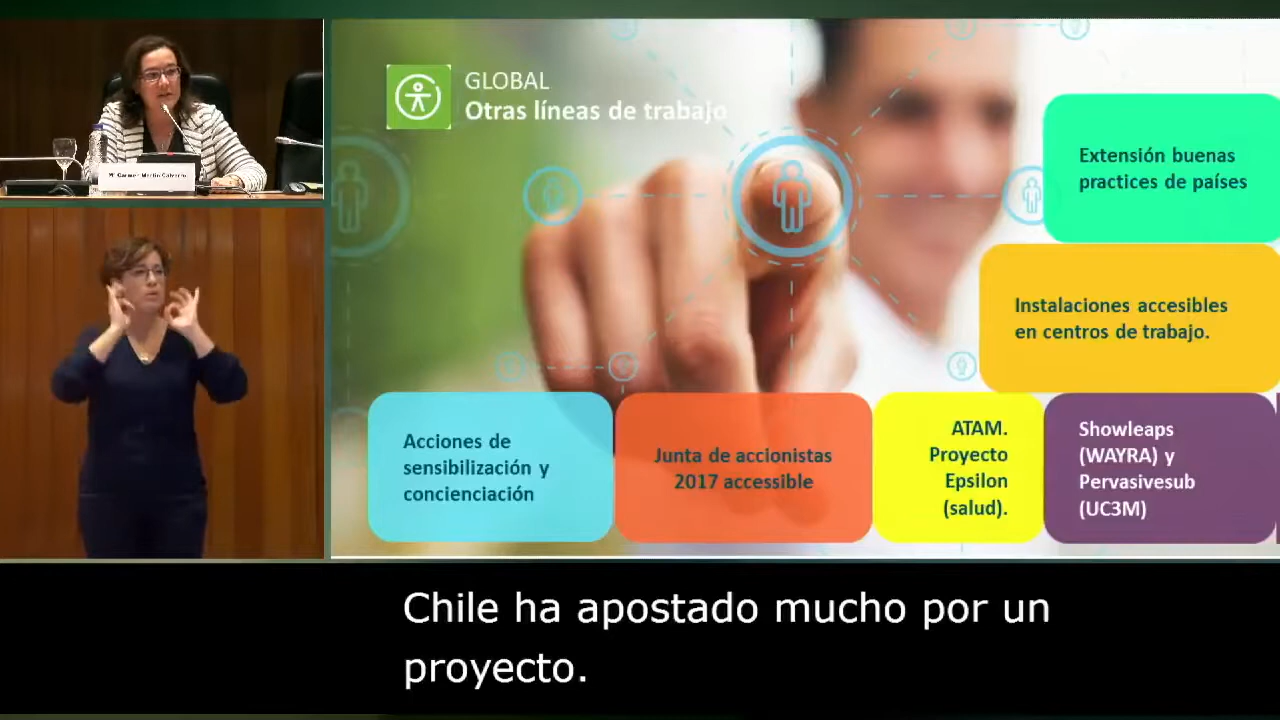 GLOBAL
Otras líneas de trabajo
Extensión buenas
practices de países
Instalaciones accesibles
en centros de trabajo.
Acciones de
sensibilización y
concienciación
Junta de accionistas
2017 accessible
ATAM.
Proyecto
Epsilon
(salud).
Showleaps
(WAYRA) y
Pervasivesub
(UC3M)
Chile ha apostado mucho por un
proyecto.